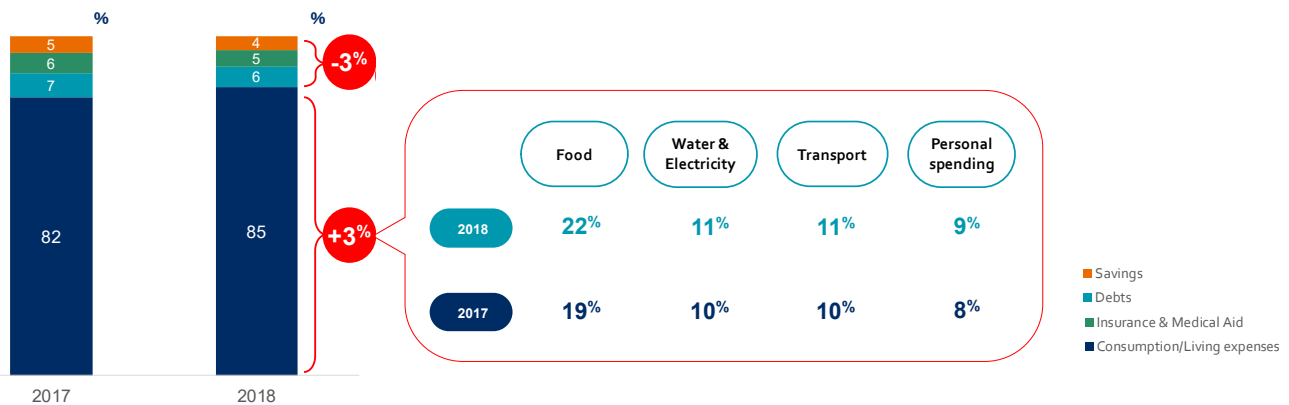 %
%
5
6
7
82
2017
4
5
6
85
2018
-3%
+3%
Food
Water &
Electricity
Transport
Personal
spending
2018
22%
11%
11%
9%
2017
19%
10%
10%
8%
Savings
Debts
Insurance & Medical Aid
Consumption/Living expenses